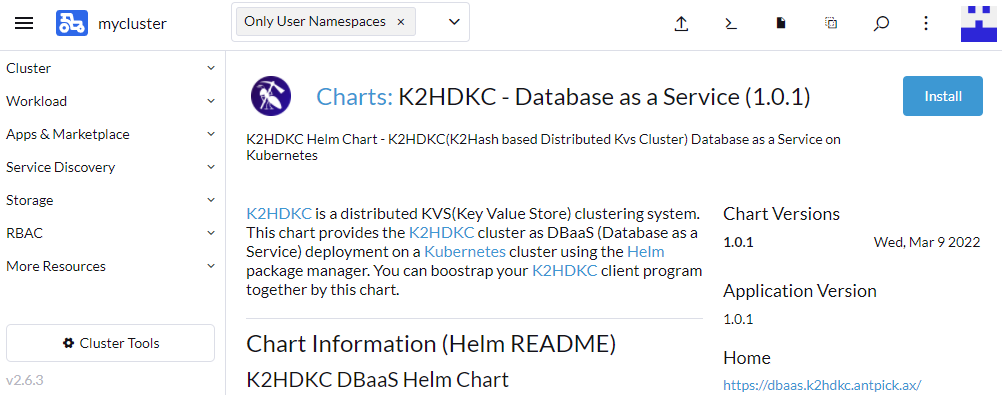 mycluster
Only User Namespaces ×
Cluster
Workload
Apps & Marketplace
Service Discovery
Storage
RBAC
More Resources
Cluster Tools
v2.6.3
Charts: K2HDKC - Database as a Service (1.0.1)
Install
K2HDKC Helm Chart - K2HDKC(K2Hash based Distributed Kvs Cluster) Database as a Service on
Kubernetes
K2HDKC is a distributed KVS(Key Value Store) clustering system.
This chart provides the K2HDKC cluster as DBaaS (Database as a
Service) deployment on a Kubernetes cluster using the Helm
package manager. You can boostrap your K2HDKC client program
together by this chart.
Chart Information (Helm README)
K2HDKC DBaaS Helm Chart
Chart Versions
1.0.1 Wed, Mar 9 2022
Application Version
1.0.1
Home
https://dbaas.k2hdkc.antpick.ax/